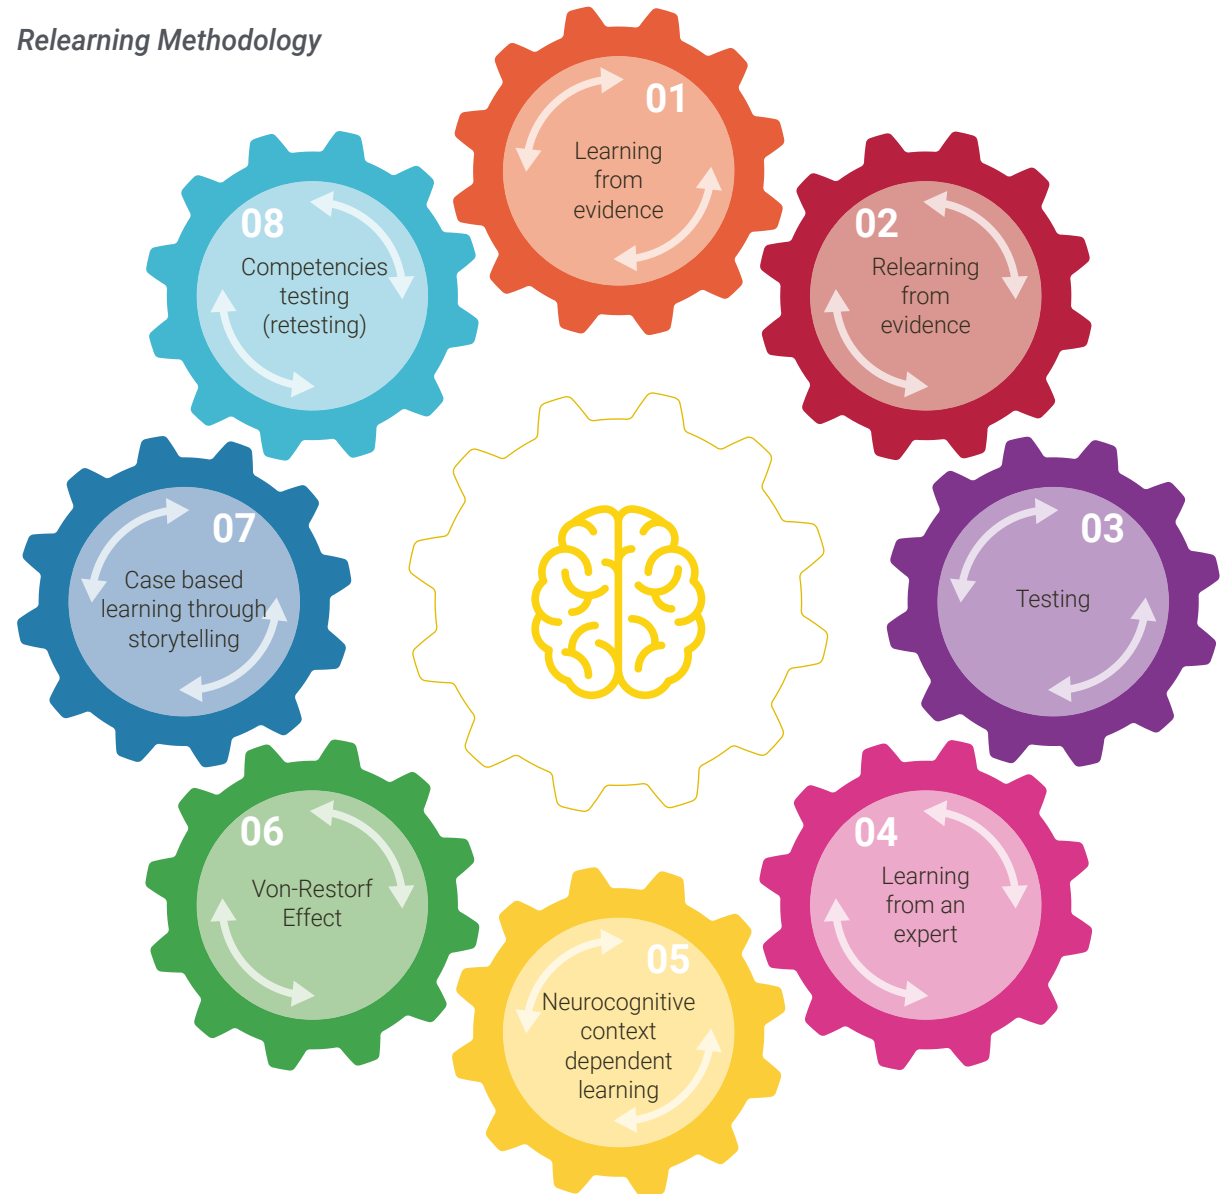 Relearning Methodology
01
Learning
from
evidence
02
Relearning
from
evidence
03
Testing
04
Learning
from an
expert
05
Neurocognitive
context
dependent
learning
06
Von-Restorf
Effect
07
Case based
learning through
storytelling
08
Competencies
testing
(retesting)